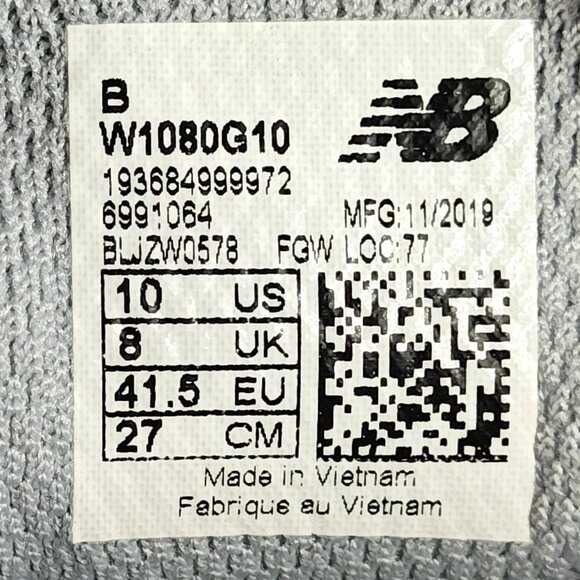 B
NB
W1080G10
193684999972
6991064 MFG:11/2019
BLJZW0578 FGW LOC:77
10 US
8 UK
41.5 EU
27 CM
Made in Vietnam
Fabrique au Vietnam